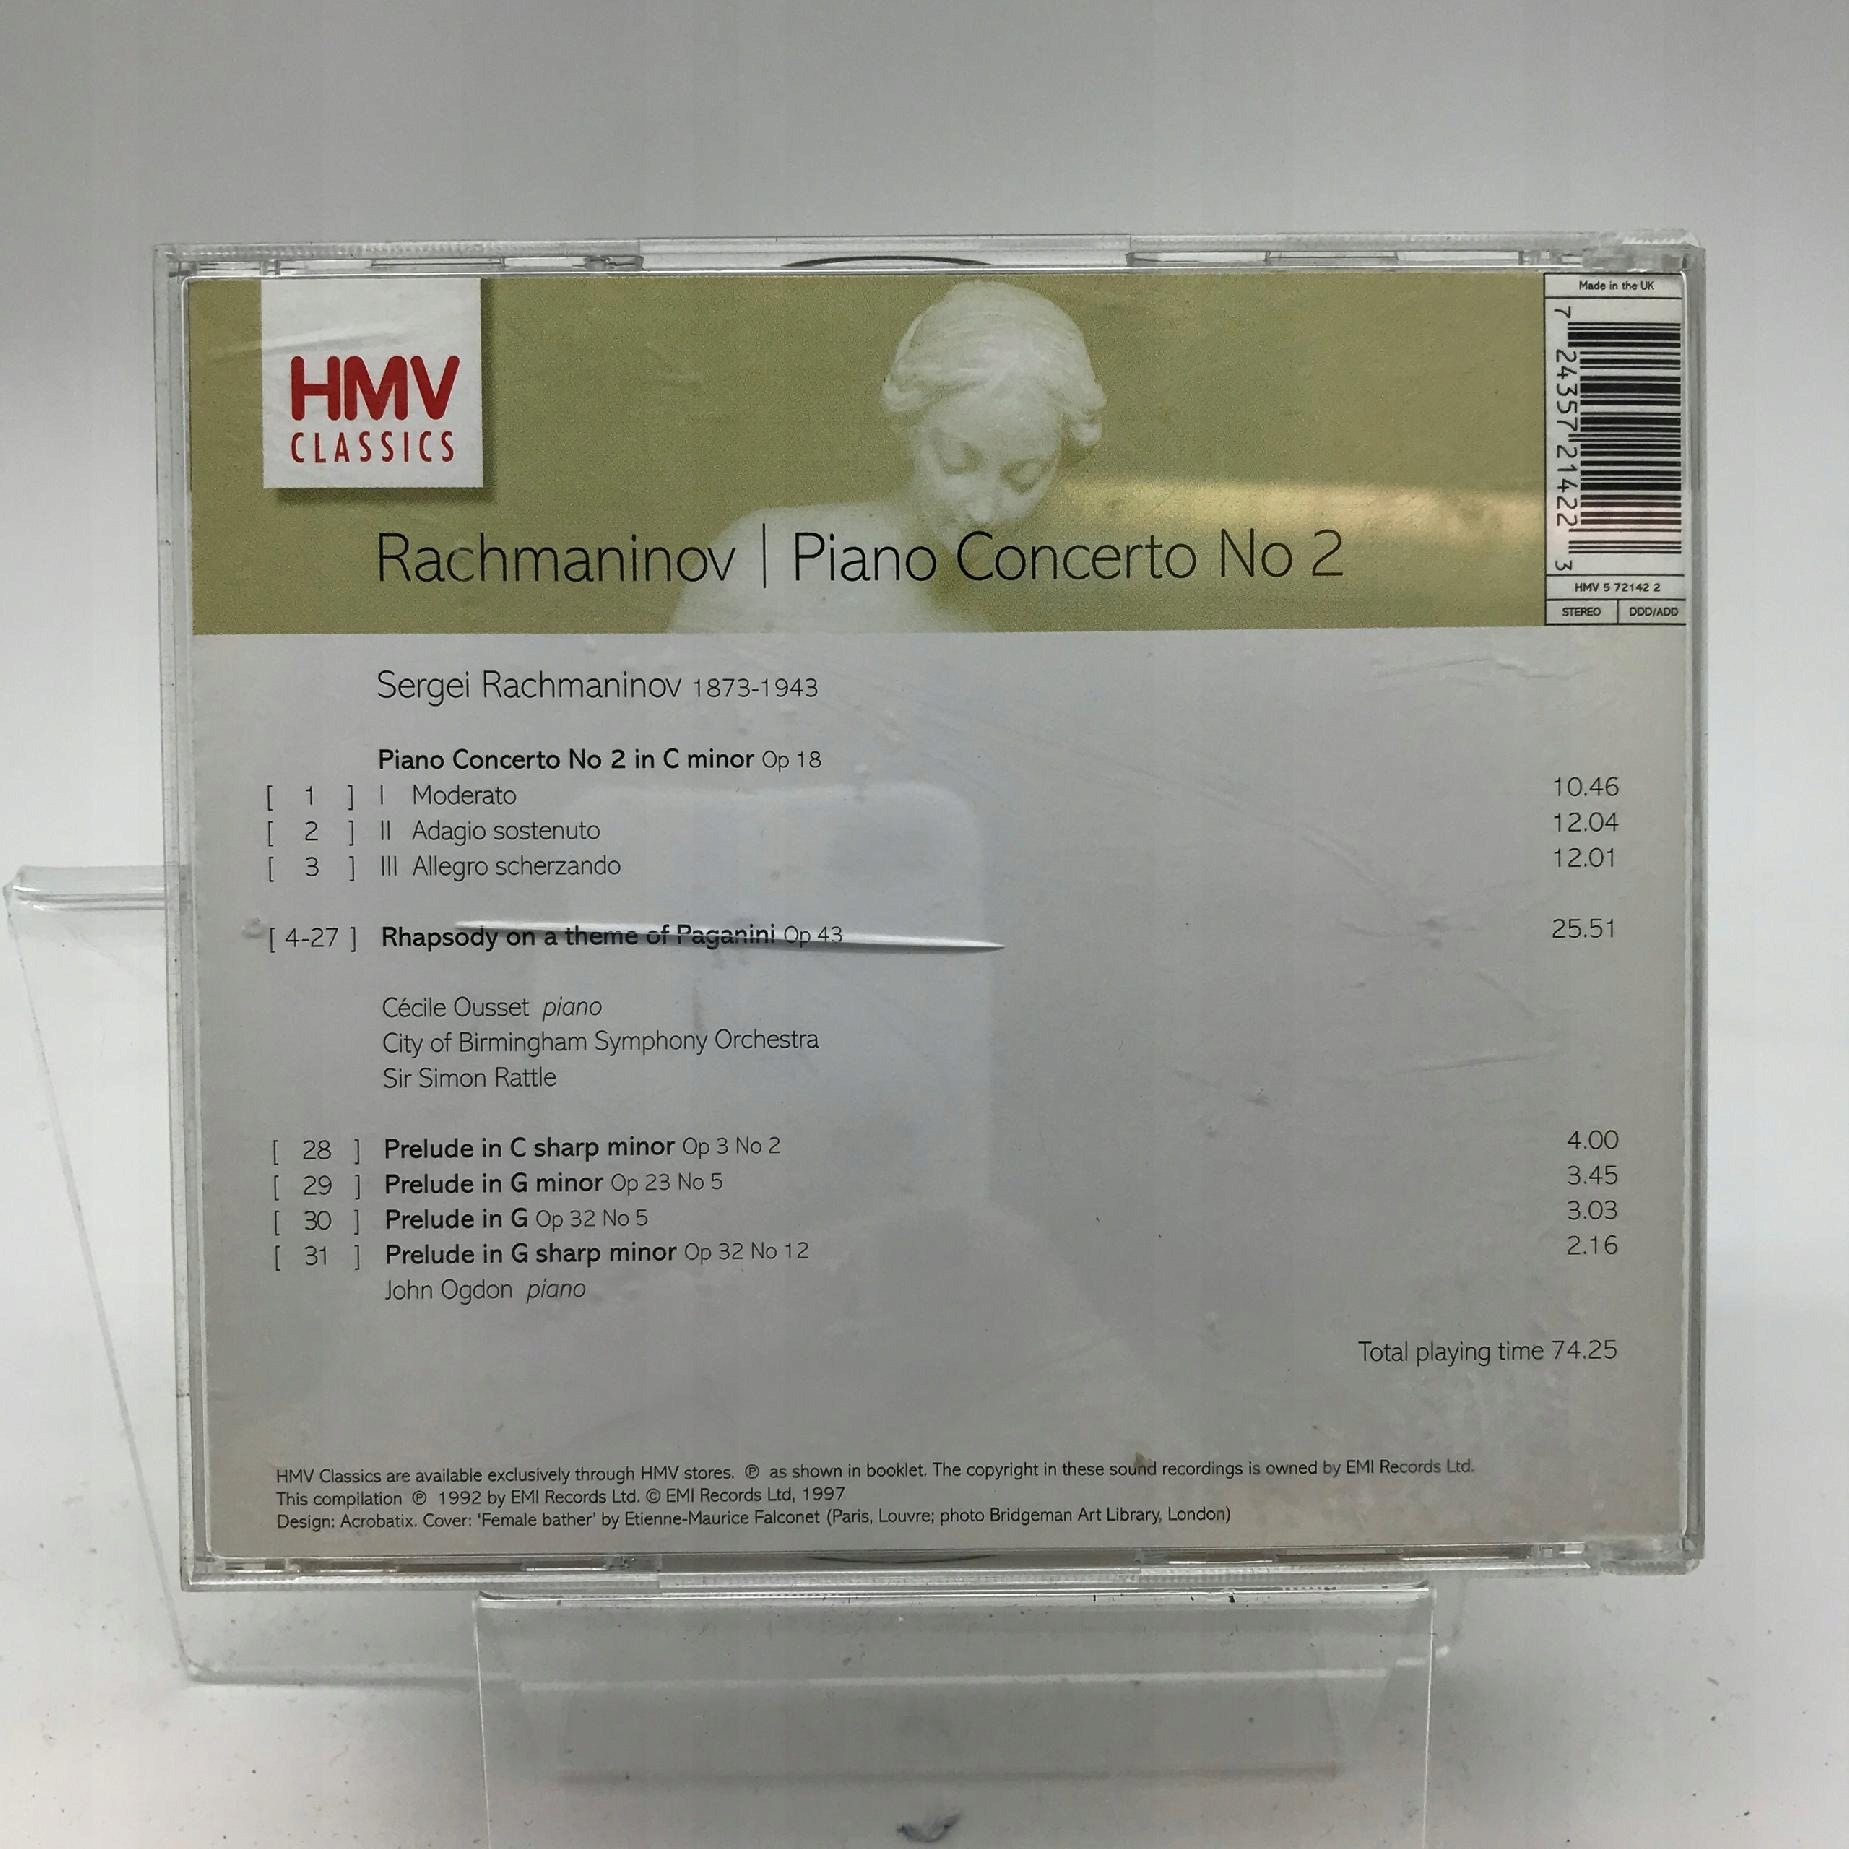 HMV
CLASSICS
Rachmaninov | Piano Concerto No 2
Made in the UK
7 24357 21422 3
HMV 5 72142 2
STEREO DDD/ADD
Sergei Rachmaninov 1873-1943
Piano Concerto No 2 in C minor Op 18
[ 1 ] I Moderato 10.46
[ 2 ] II Adagio sostenuto 12.04
[ 3 ] III Allegro scherzando 12.01
[ 4-27 ] Rhapsody on a theme of Paganini Op 43 25.51
Cécile Ousset piano
City of Birmingham Symphony Orchestra
Sir Simon Rattle
[ 28 ] Prelude in C sharp minor Op 3 No 2 4.00
[ 29 ] Prelude in G minor Op 23 No 5 3.45
[ 30 ] Prelude in G Op 32 No 5 3.03
[ 31 ] Prelude in G sharp minor Op 32 No 12 2.16
John Ogdon piano
Total playing time 74.25
HMV Classics are available exclusively through HMV stores. ℗ as shown in booklet. The copyright in these sound recordings is owned by EMI Records Ltd.
This compilation ℗ 1992 by EMI Records Ltd. © EMI Records Ltd, 1997
Design: Acrobatix. Cover: 'Female bather' by Etienne-Maurice Falconet (Paris, Louvre; photo Bridgeman Art Library, London)